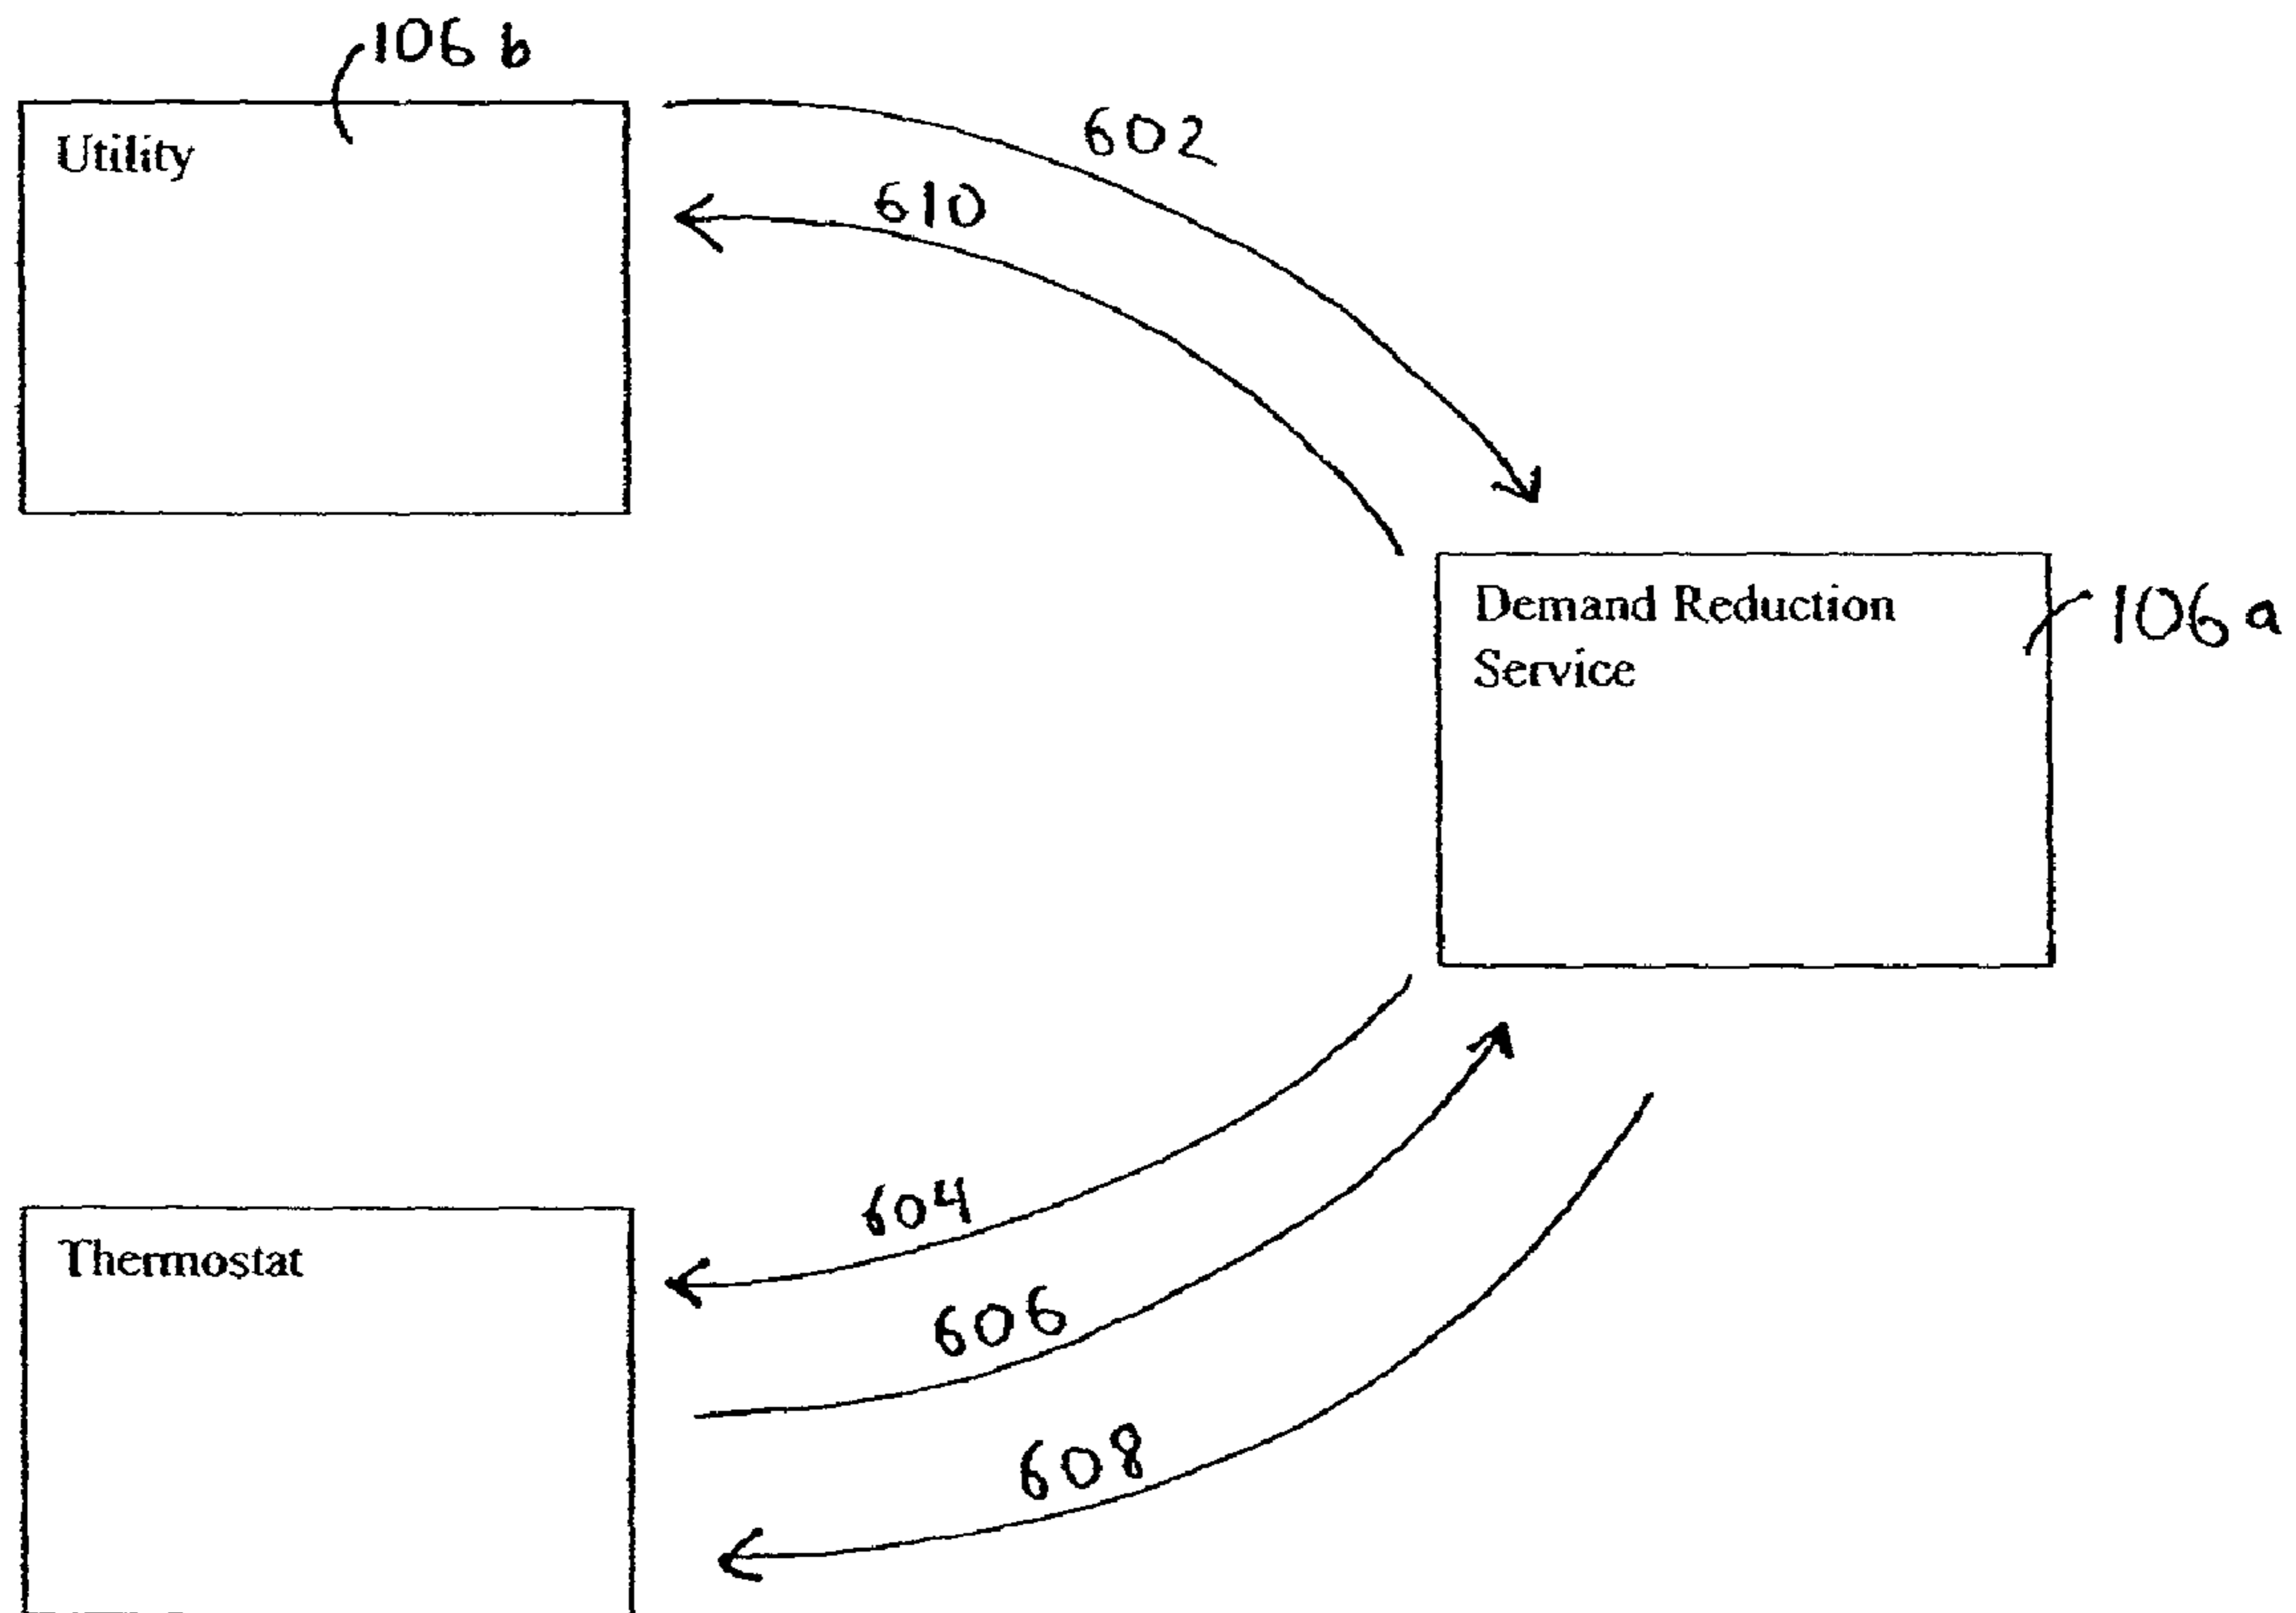 106 b
Utility
602
610
Demand Reduction
Service
106 a
604
Thermostat
606
608